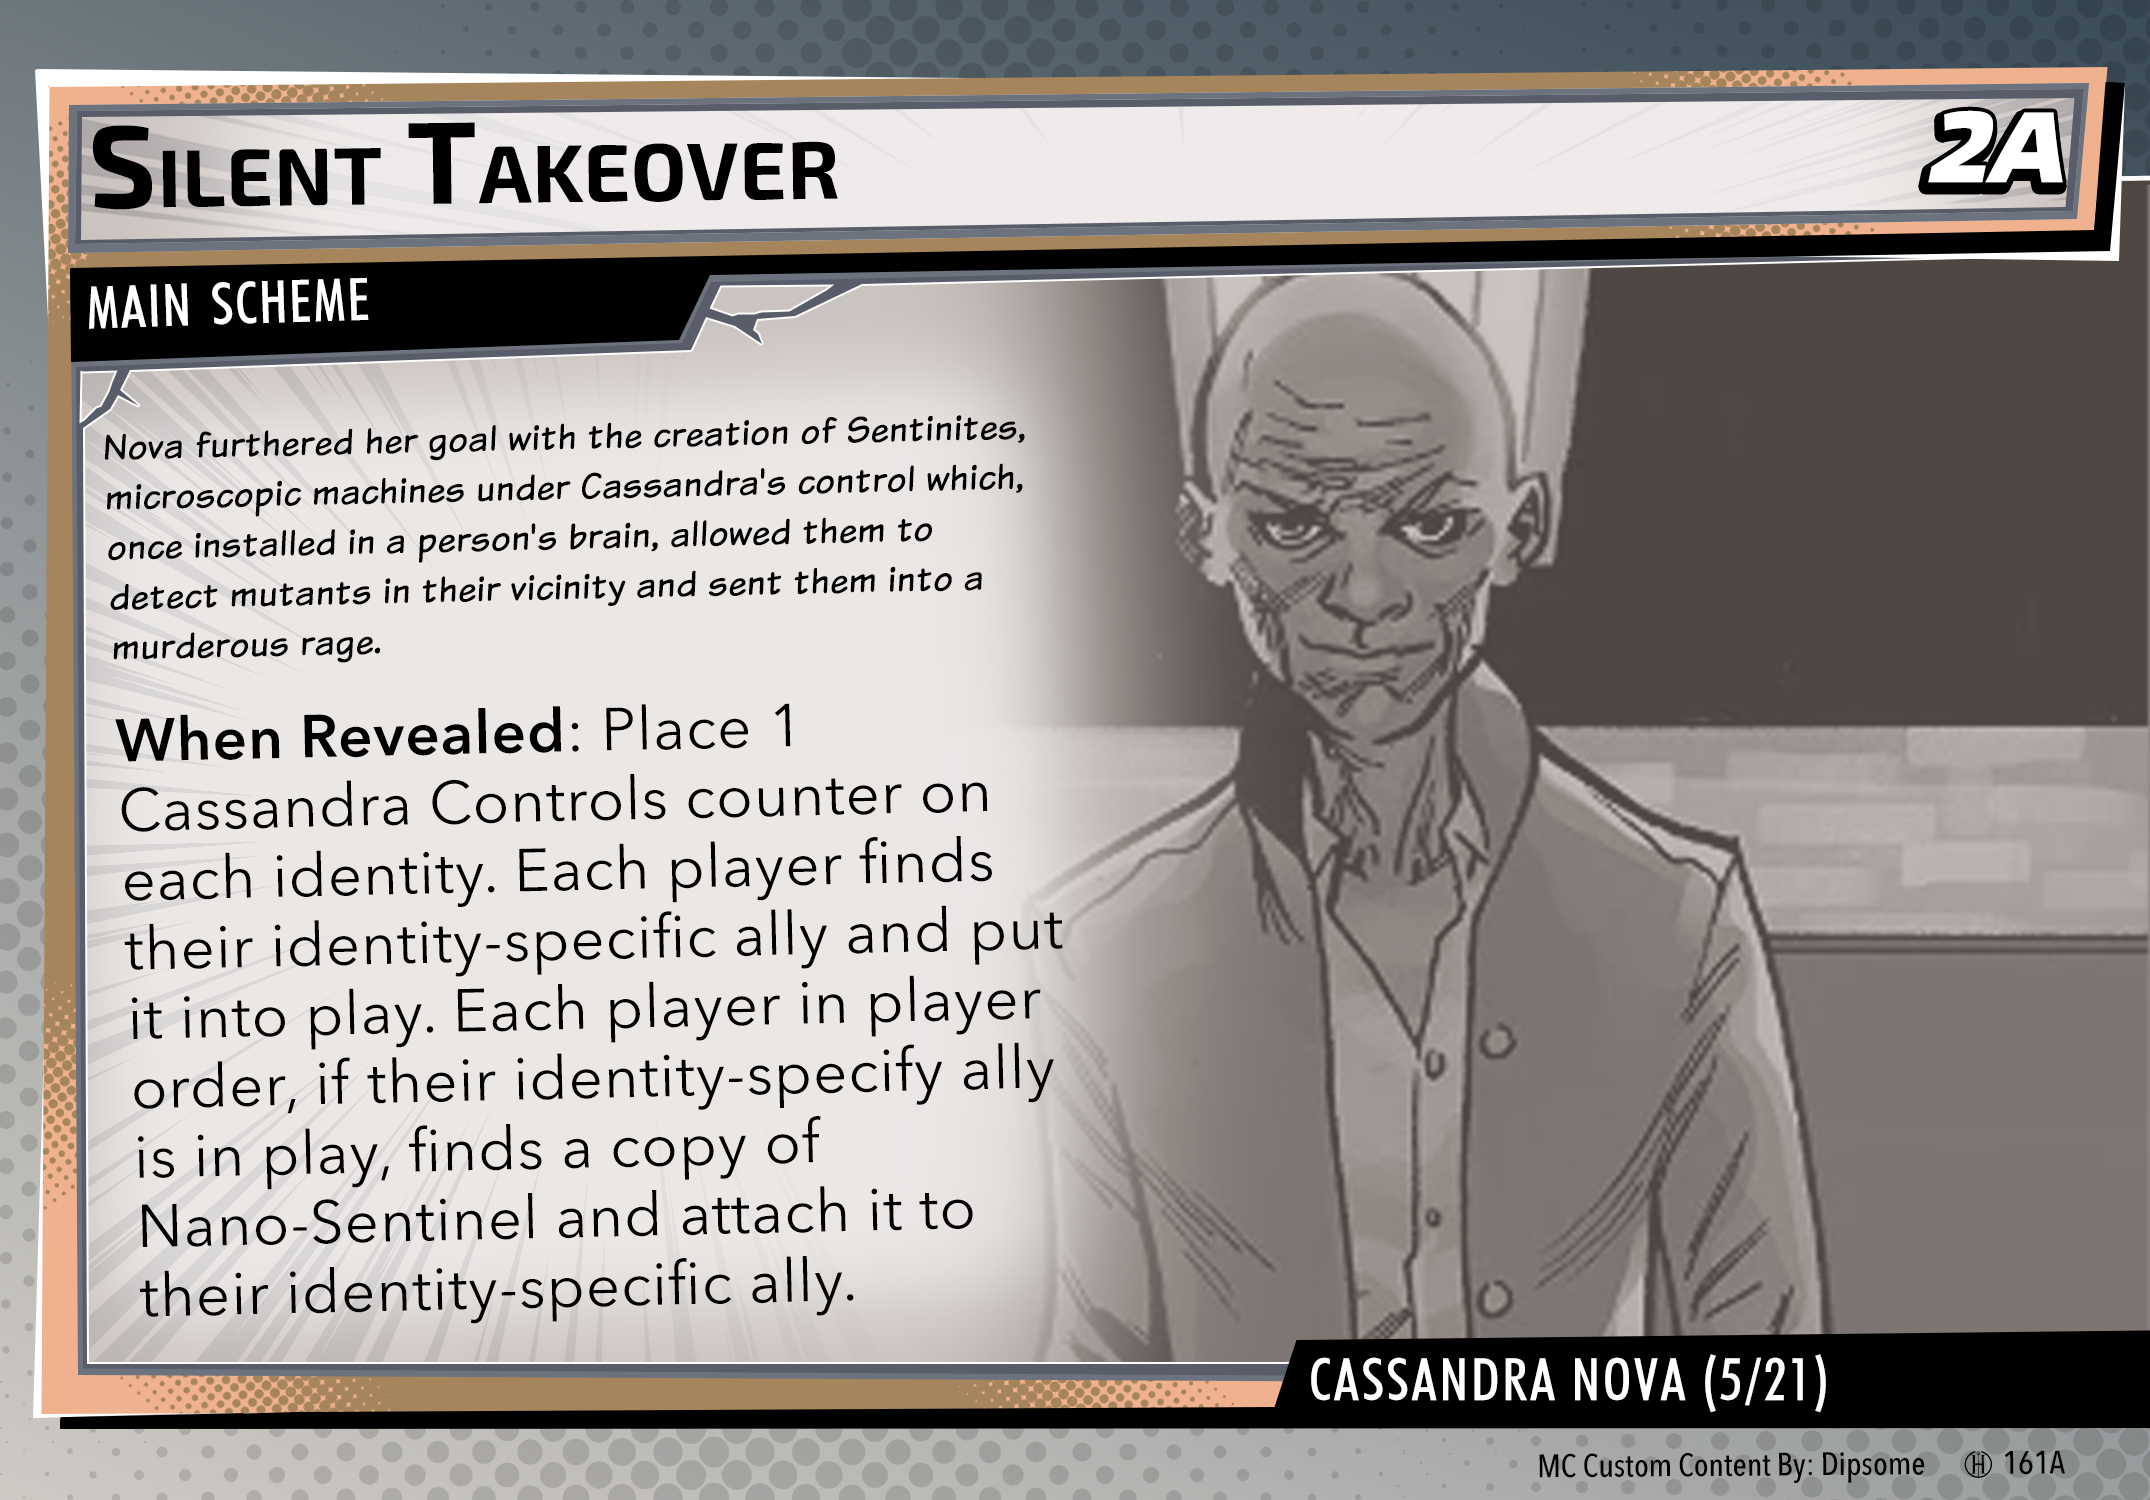 SILENT TAKEOVER
2A
MAIN SCHEME
Nova furthered her goal with the creation of Sentinites,
microscopic machines under Cassandra's control which,
once installed in a person's brain, allowed them to
detect mutants in their vicinity and sent them into a
murderous rage.
When Revealed: Place 1
Cassandra Controls counter on
each identity. Each player finds
their identity-specific ally and put
it into play. Each player in player
order, if their identity-specify ally
is in play, finds a copy of
Nano-Sentinel and attach it to
their identity-specific ally.
CASSANDRA NOVA (5/21)
MC Custom Content By: Dipsome
H 161A